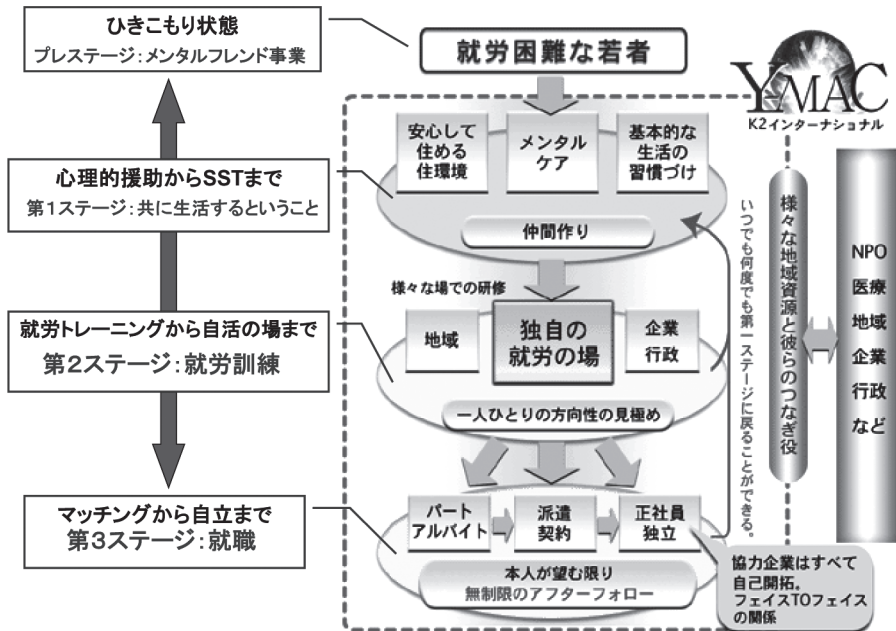 ひきこもり状態
プレステージ：メンタルフレンド事業
心理的援助からSSTまで
第1ステージ：共に生活するということ
就労トレーニングから自活の場まで
第2ステージ：就労訓練
マッチングから自立まで
第3ステージ：就職
就労困難な若者
安心して
住める
住環境
メンタル
ケア
基本的な
生活の
習慣づけ
仲間作り
様々な場での研修
地域
独自の
就労の場
企業
行政
一人ひとりの方向性の見極め
パート
アルバイト
派遣
契約
正社員
独立
本人が望む限り
無制限のアフターフォロー
いつでも何度でも第一ステージに戻ることができる。
協力企業はすべて
自己開拓。
フェイスTOフェイス
の関係
Y-MAC
K2インターナショナル
様々な地域資源と彼らのつなぎ役
NPO
医療
地域
企業
行政
など